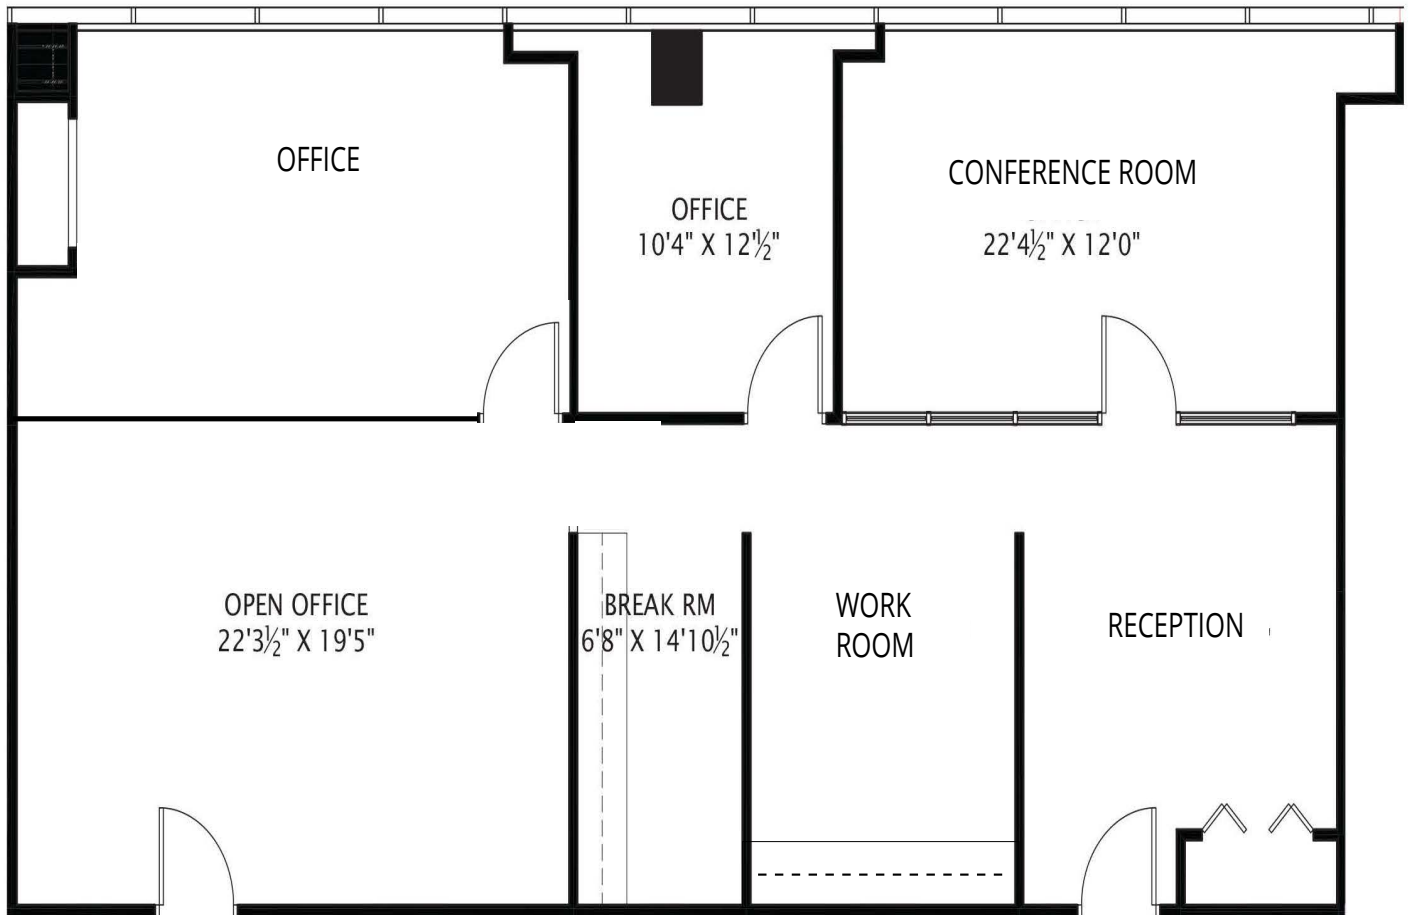 OFFICE
CONFERENCE ROOM
22'4½" X 12'0"
OFFICE
10'4" X 12'½"
OPEN OFFICE
22'3½" X 19'5"
BREAK RM
6'8" X 14'10½"
WORK
ROOM
RECEPTION